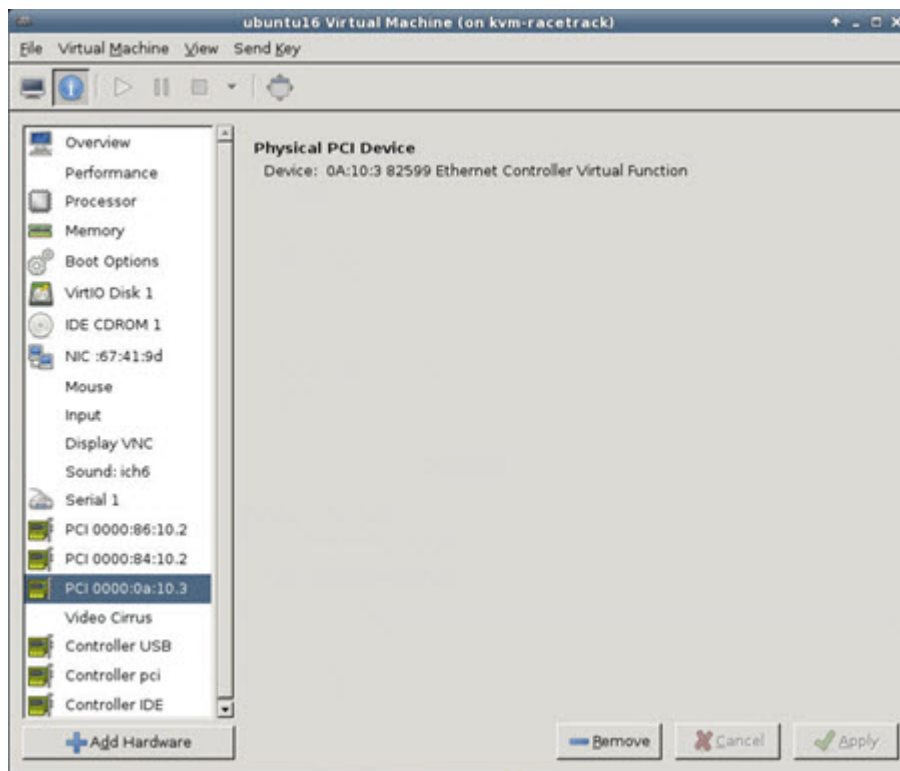 ubuntu16 Virtual Machine (on kvm-racetrack)
File Virtual Machine View Send Key
Overview
Performance
Processor
Memory
Boot Options
VirtIO Disk 1
IDE CDROM 1
NIC :67:41:9d
Mouse
Input
Display VNC
Sound: ich6
Serial 1
PCI 0000:86:10.2
PCI 0000:84:10.2
PCI 0000:0a:10.3
Video Cirrus
Controller USB
Controller pci
Controller IDE
Add Hardware
Physical PCI Device
Device: 0A:10:3 82599 Ethernet Controller Virtual Function
Remove Cancel Apply